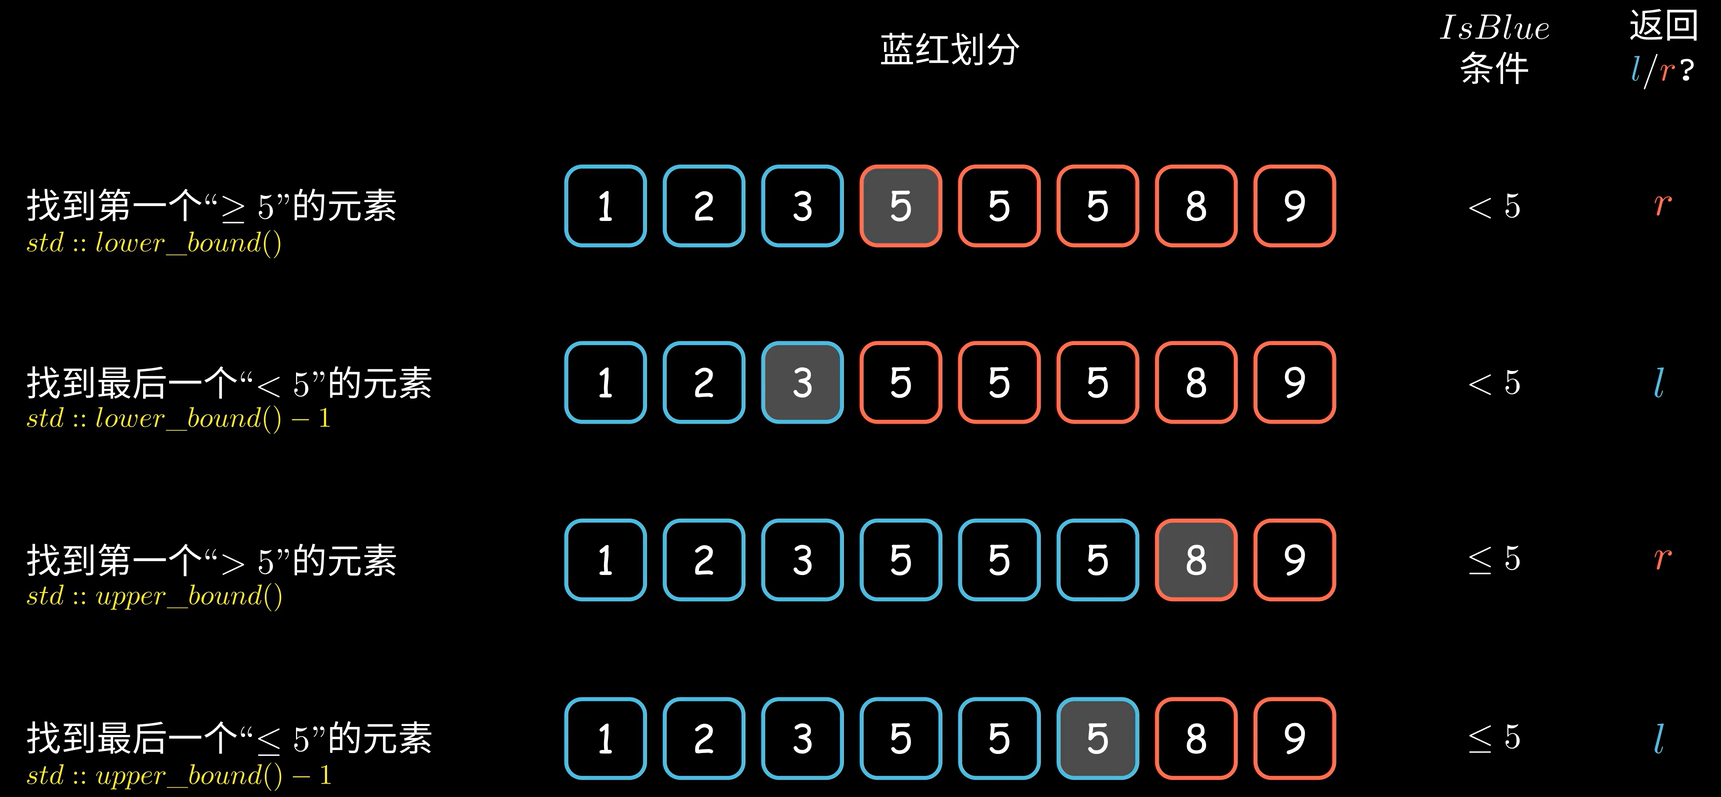 蓝红划分
IsBlue
条件
返回
l/r?
找到第一个“≥ 5”的元素
std :: lower_bound()
1 2 3 5 5 5 8 9
< 5
r
找到最后一个“< 5”的元素
std :: lower_bound() − 1
1 2 3 5 5 5 8 9
< 5
l
找到第一个“> 5”的元素
std :: upper_bound()
1 2 3 5 5 5 8 9
≤ 5
r
找到最后一个“≤ 5”的元素
std :: upper_bound() − 1
1 2 3 5 5 5 8 9
≤ 5
l